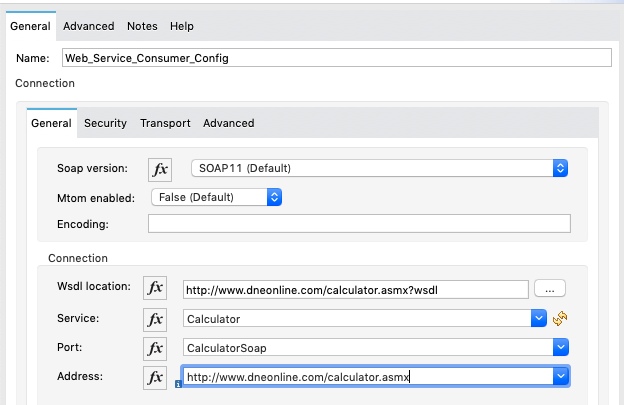 General Advanced Notes Help
Name: Web_Service_Consumer_Config
Connection
General Security Transport Advanced
Soap version: fx SOAP11 (Default)
Mtom enabled: False (Default)
Encoding:
Connection
Wsdl location: fx http://www.dneonline.com/calculator.asmx?wsdl ...
Service: fx Calculator
Port: fx CalculatorSoap
Address: fx http://www.dneonline.com/calculator.asmx